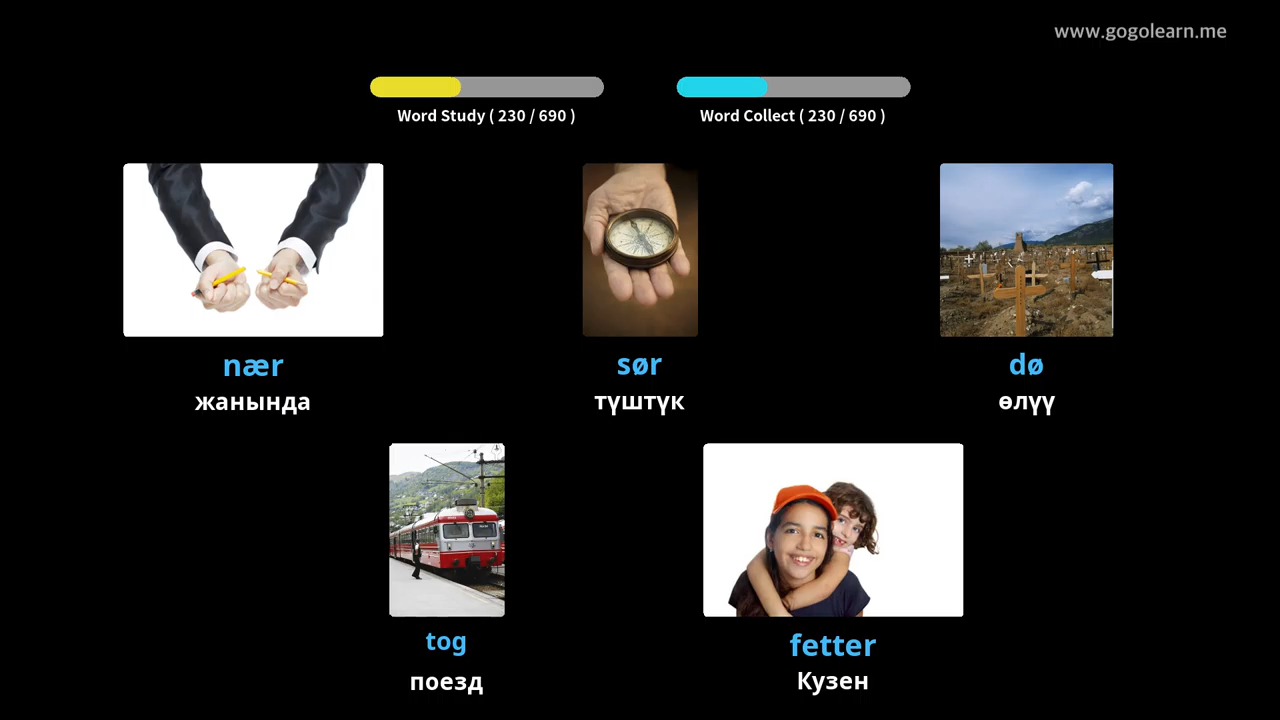 www.gogolearn.me
Word Study ( 230 / 690 )
Word Collect ( 230 / 690 )
nær
sør
dø
жанында
түштүк
өлүү
tog
fetter
поезд
Кузен